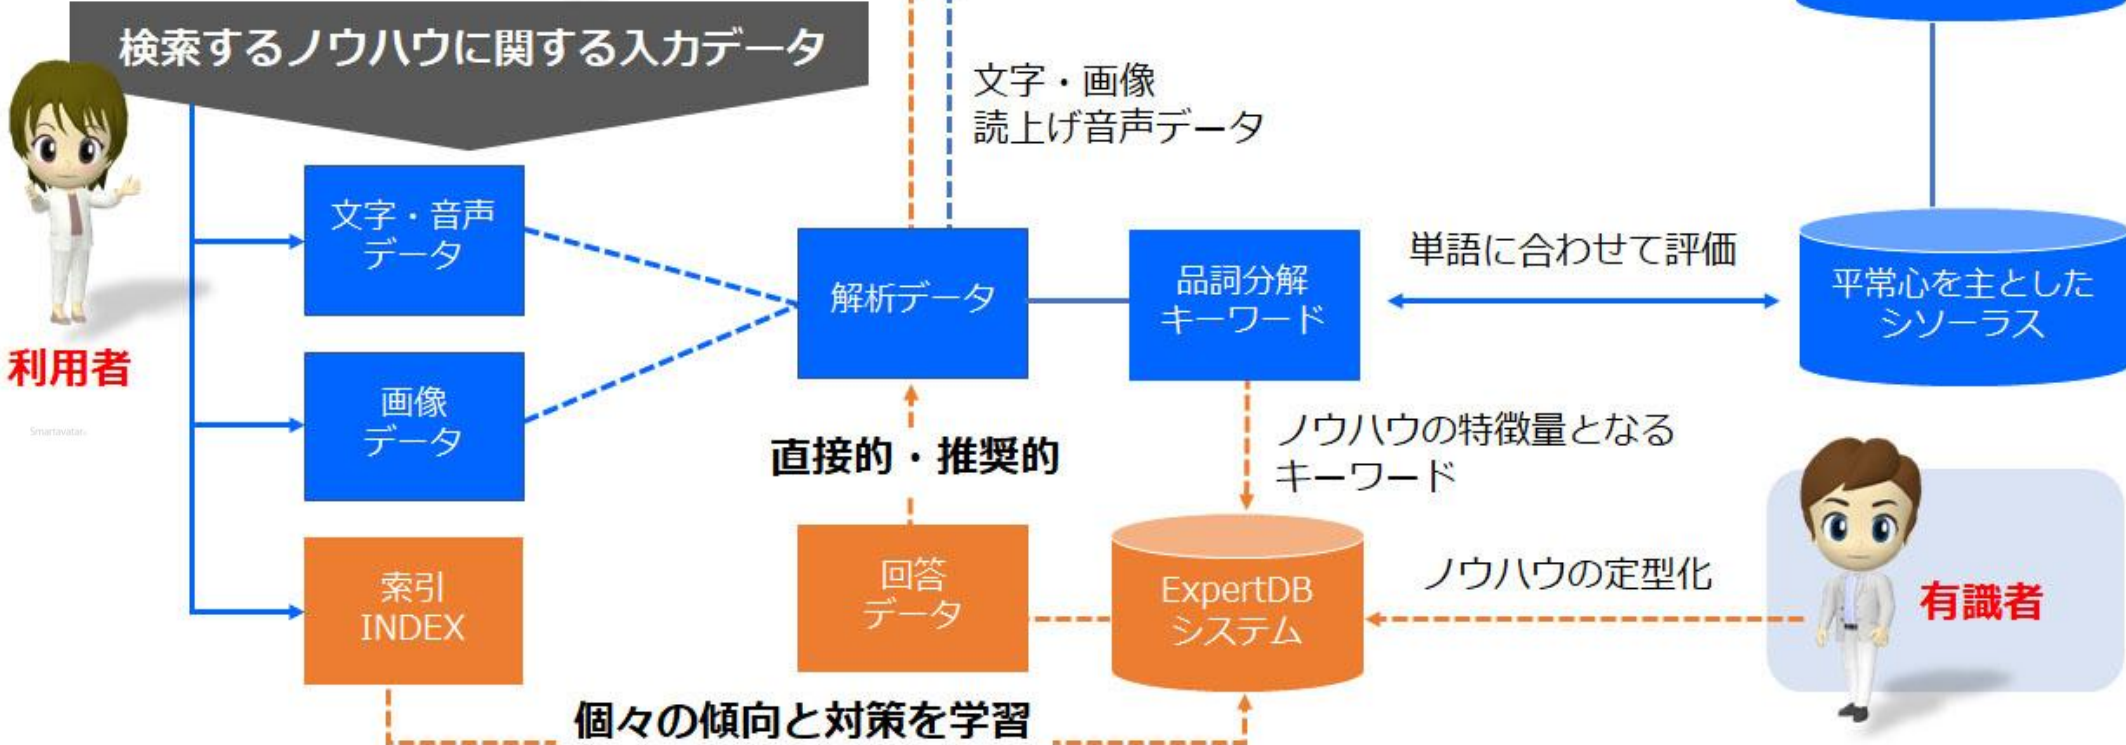 検索するノウハウに関する入力データ
文字・画像
読上げ音声データ
文字・音声
データ
解析データ
品詞分解
キーワード
単語に合わせて評価
平常心を主とした
シソーラス
利用者
Smartavatar
画像
データ
直接的・推奨的
ノウハウの特徴量となる
キーワード
索引
INDEX
回答
データ
ExpertDB
システム
ノウハウの定型化
有識者
個々の傾向と対策を学習